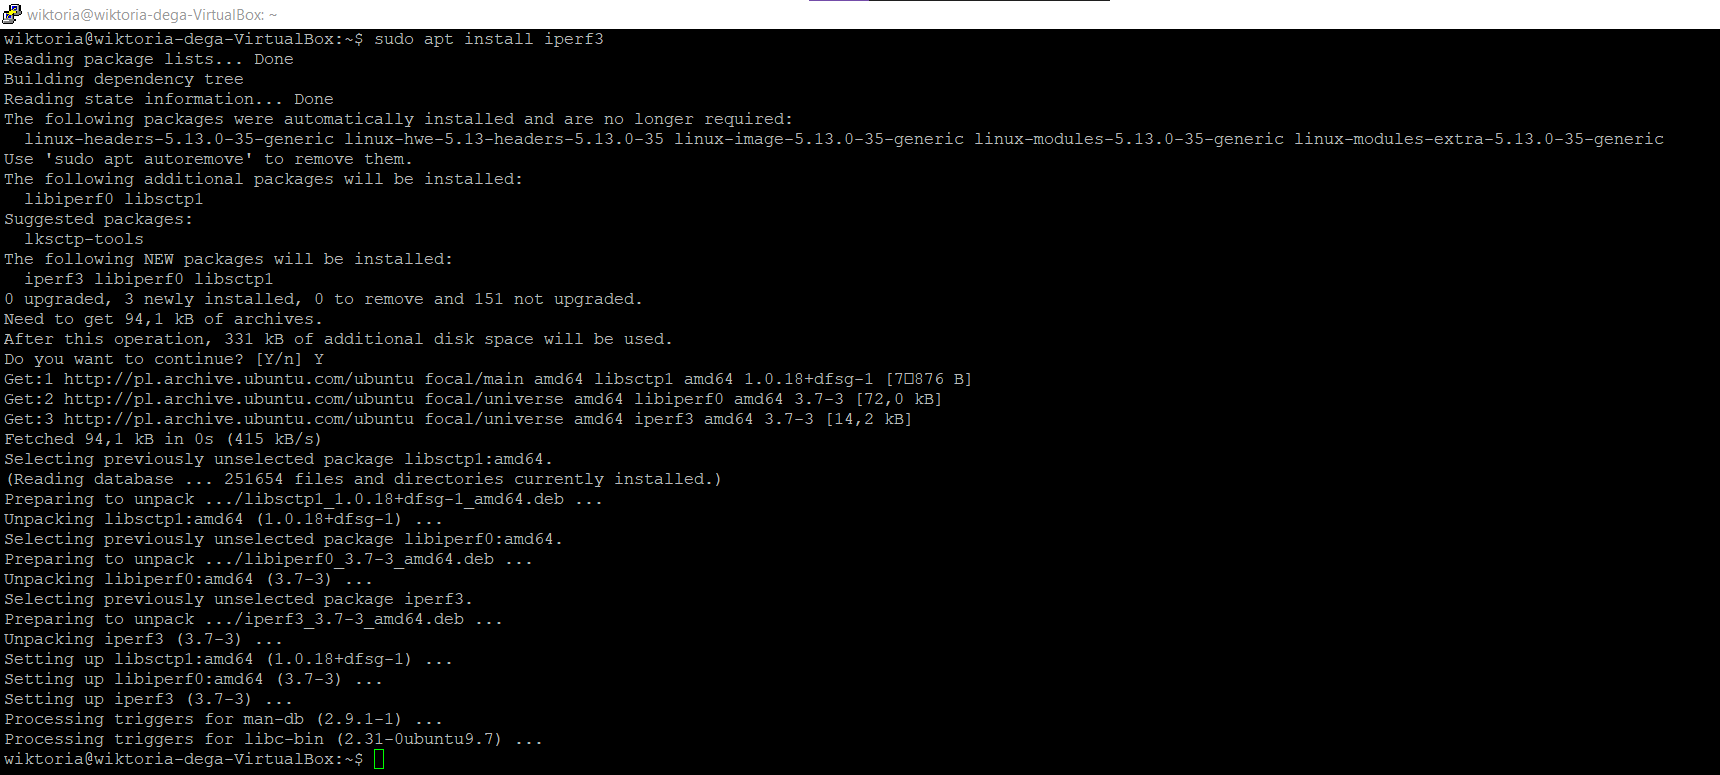 wiktoria@wiktoria-dega-VirtualBox: ~
wiktoria@wiktoria-dega-VirtualBox:~$ sudo apt install iperf3
Reading package lists... Done
Building dependency tree
Reading state information... Done
The following packages were automatically installed and are no longer required:
  linux-headers-5.13.0-35-generic linux-hwe-5.13-headers-5.13.0-35 linux-image-5.13.0-35-generic linux-modules-5.13.0-35-generic linux-modules-extra-5.13.0-35-generic
Use 'sudo apt autoremove' to remove them.
The following additional packages will be installed:
  libiperf0 libsctp1
Suggested packages:
  lksctp-tools
The following NEW packages will be installed:
  iperf3 libiperf0 libsctp1
0 upgraded, 3 newly installed, 0 to remove and 151 not upgraded.
Need to get 94,1 kB of archives.
After this operation, 331 kB of additional disk space will be used.
Do you want to continue? [Y/n] Y
Get:1 http://pl.archive.ubuntu.com/ubuntu focal/main amd64 libsctp1 amd64 1.0.18+dfsg-1 [7▯876 B]
Get:2 http://pl.archive.ubuntu.com/ubuntu focal/universe amd64 libiperf0 amd64 3.7-3 [72,0 kB]
Get:3 http://pl.archive.ubuntu.com/ubuntu focal/universe amd64 iperf3 amd64 3.7-3 [14,2 kB]
Fetched 94,1 kB in 0s (415 kB/s)
Selecting previously unselected package libsctp1:amd64.
(Reading database ... 251654 files and directories currently installed.)
Preparing to unpack .../libsctp1_1.0.18+dfsg-1_amd64.deb ...
Unpacking libsctp1:amd64 (1.0.18+dfsg-1) ...
Selecting previously unselected package libiperf0:amd64.
Preparing to unpack .../libiperf0_3.7-3_amd64.deb ...
Unpacking libiperf0:amd64 (3.7-3) ...
Selecting previously unselected package iperf3.
Preparing to unpack .../iperf3_3.7-3_amd64.deb ...
Unpacking iperf3 (3.7-3) ...
Setting up libsctp1:amd64 (1.0.18+dfsg-1) ...
Setting up libiperf0:amd64 (3.7-3) ...
Setting up iperf3 (3.7-3) ...
Processing triggers for man-db (2.9.1-1) ...
Processing triggers for libc-bin (2.31-0ubuntu9.7) ...
wiktoria@wiktoria-dega-VirtualBox:~$